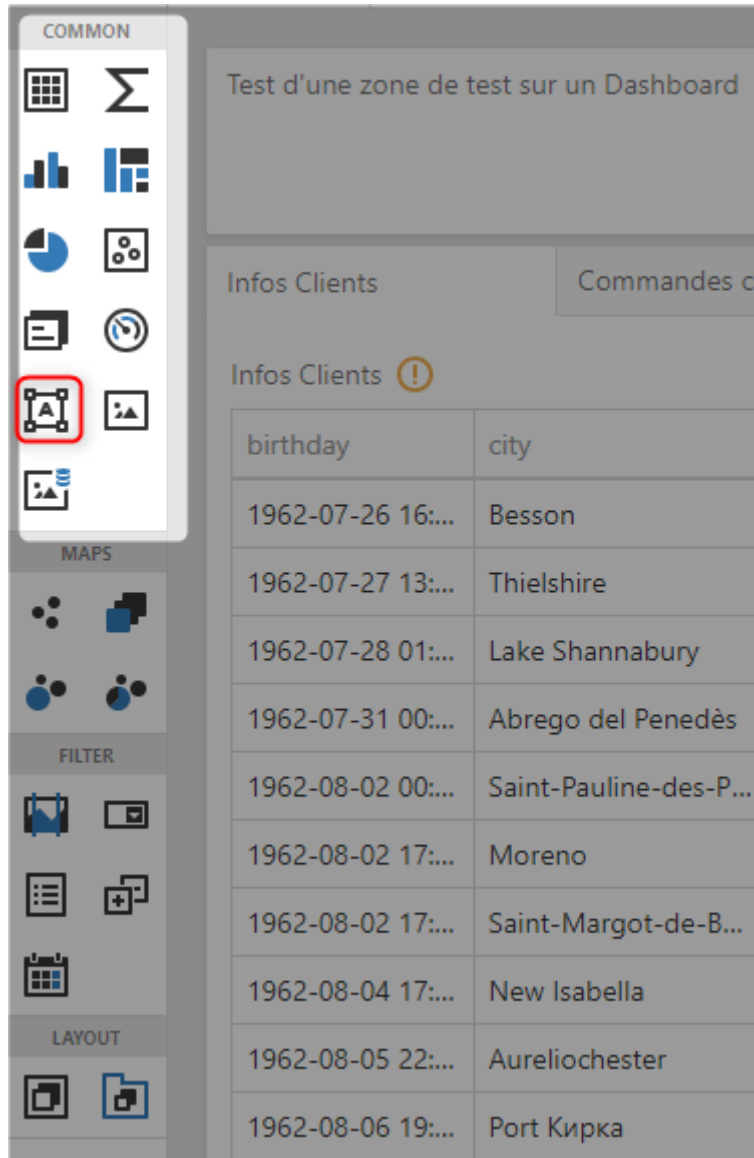 COMMON
Test d'une zone de test sur un Dashboard
Infos Clients
Commandes c
Infos Clients
birthday city
1962-07-26 16:... Besson
1962-07-27 13:... Thielshire
1962-07-28 01:... Lake Shannabury
1962-07-31 00:... Abrego del Penedès
1962-08-02 00:... Saint-Pauline-des-P...
1962-08-02 17:... Moreno
1962-08-02 17:... Saint-Margot-de-B...
1962-08-04 17:... New Isabella
1962-08-05 22:... Aureliochester
1962-08-06 19:... Port Кирка
MAPS
FILTER
LAYOUT